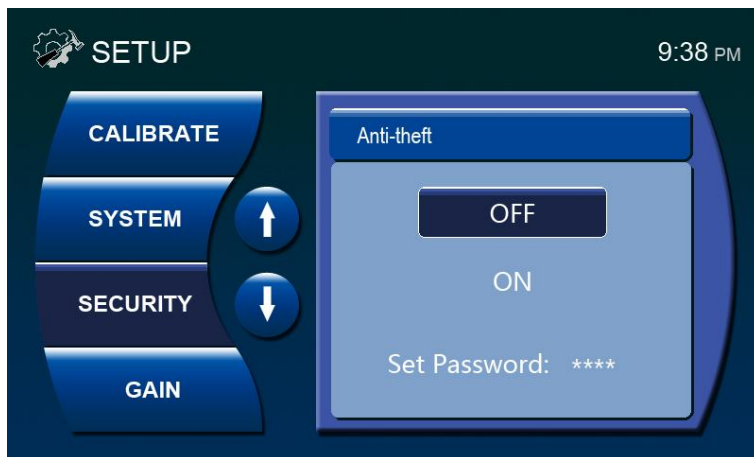 SETUP
9:38 PM
CALIBRATE
SYSTEM
SECURITY
GAIN
Anti-theft
OFF
ON
Set Password: ****